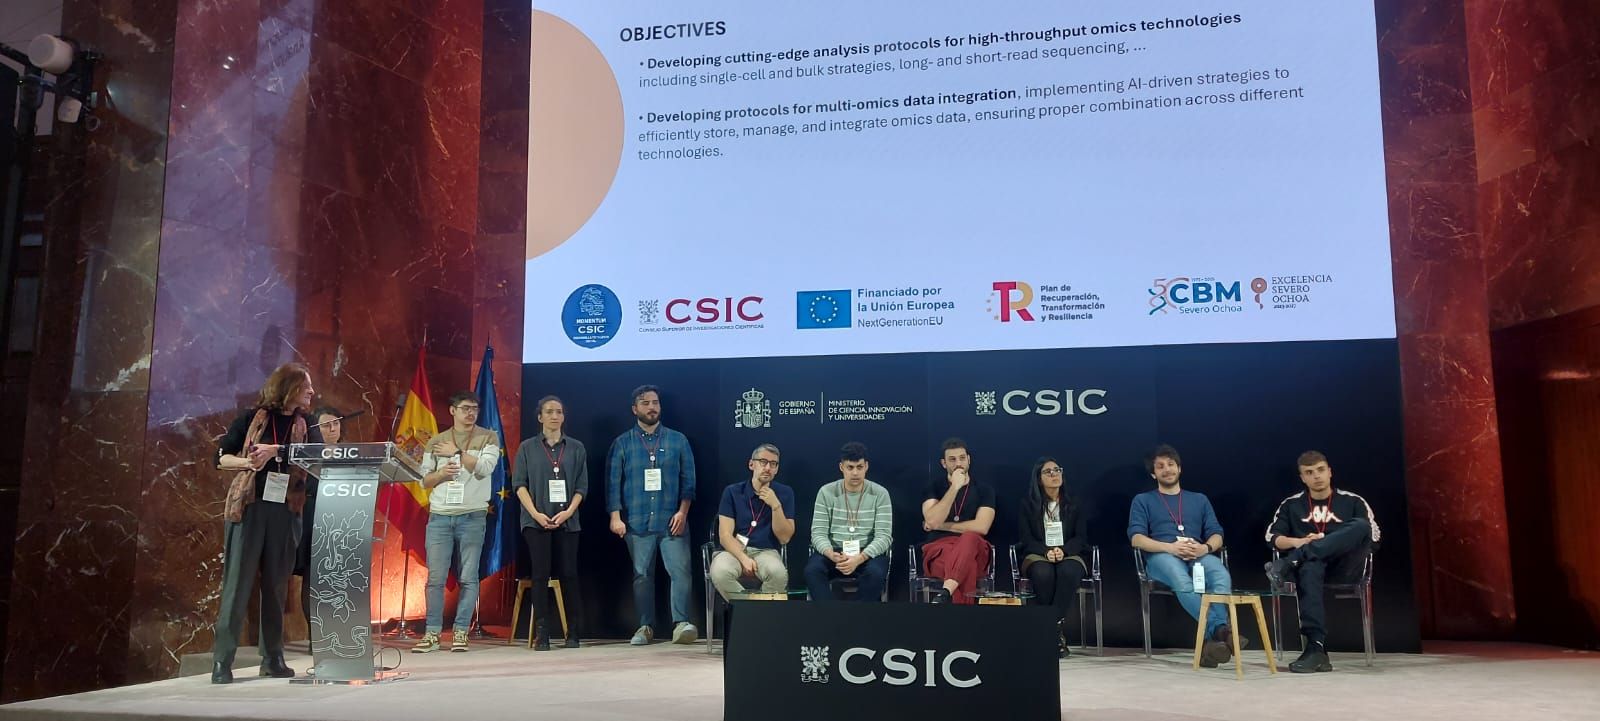 OBJECTIVES
• Developing cutting-edge analysis protocols for high-throughput omics technologies
including single-cell and bulk strategies, long- and short-read sequencing, ...
• Developing protocols for multi-omics data integration, implementing AI-driven strategies to
efficiently store, manage, and integrate omics data, ensuring proper combination across different
technologies.
MOMENTUM
CSIC
CSIC
CONSEJO SUPERIOR DE INVESTIGACIONES CIENTÍFICAS
Financiado por
la Unión Europea
NextGenerationEU
TR
Plan de
Recuperación,
Transformación
y Resiliencia
50
CBM
Severo Ochoa
EXCELENCIA
SEVERO
OCHOA
GOBIERNO
DE ESPAÑA
MINISTERIO
DE CIENCIA, INNOVACIÓN
Y UNIVERSIDADES
CSIC
CSIC
CSIC
CSIC